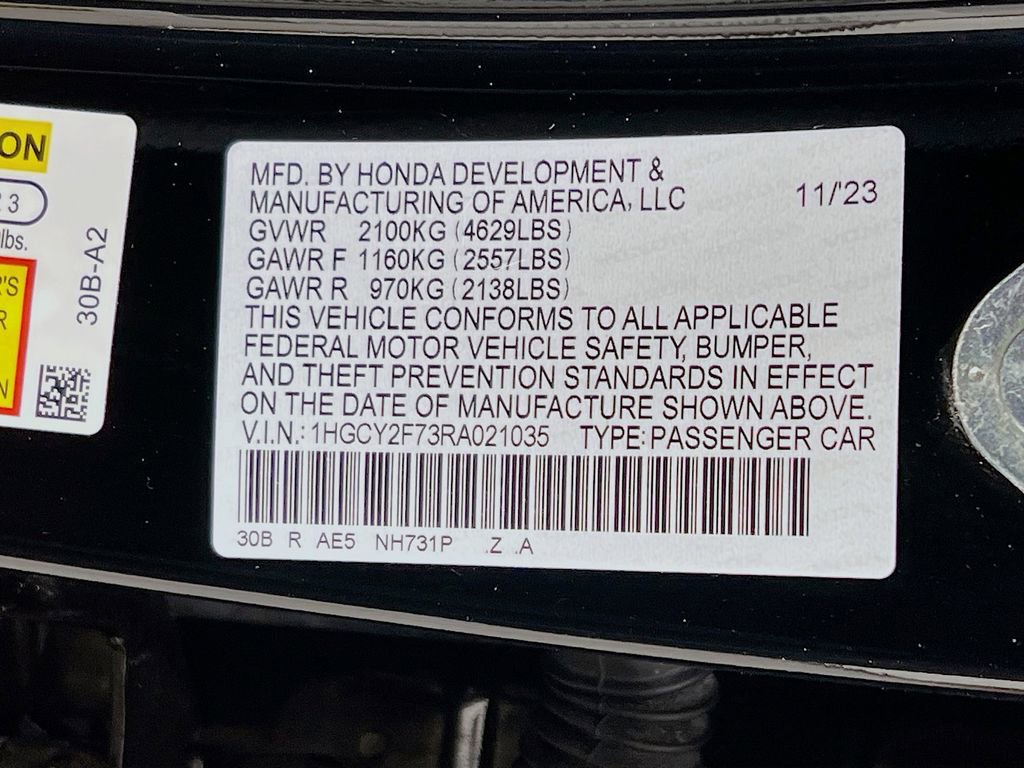 ON
23
lbs.
'S
R
N
30B-A2
MFD. BY HONDA DEVELOPMENT &
MANUFACTURING OF AMERICA, LLC 11/'23
GVWR 2100KG (4629LBS)
GAWR F 1160KG (2557LBS)
GAWR R 970KG (2138LBS)
THIS VEHICLE CONFORMS TO ALL APPLICABLE
FEDERAL MOTOR VEHICLE SAFETY, BUMPER,
AND THEFT PREVENTION STANDARDS IN EFFECT
ON THE DATE OF MANUFACTURE SHOWN ABOVE.
V.I.N.: 1HGCY2F73RA021035 TYPE: PASSENGER CAR
30B R AE5 NH731P .Z .A